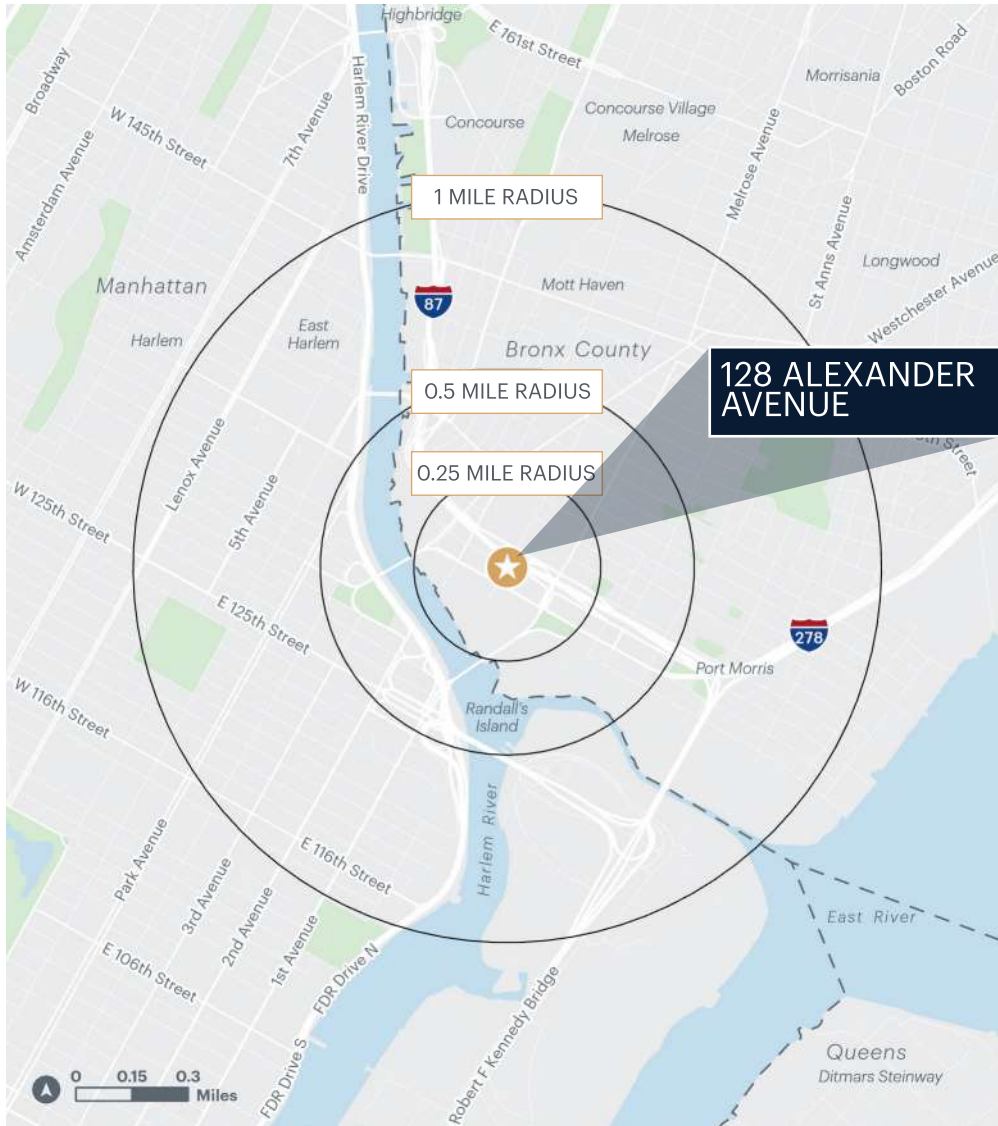 Highbridge
E 161st Street
Broadway
Harlem River Drive
Morrisania
Boston Road
W 145th Street
7th Avenue
Concourse
Concourse Village
Melrose
Amsterdam Avenue
Melrose Avenue
1 MILE RADIUS
St Anns Avenue
Longwood
Westchester Avenue
Manhattan
Mott Haven
87
East
Harlem
Harlem
Bronx County
128 ALEXANDER
AVENUE
0.5 MILE RADIUS
Lenox Avenue
Street
0.25 MILE RADIUS
W 125th Street
5th Avenue
E 125th Street
278
Port Morris
W 116th Street
Randall's
Island
Harlem River
Park Avenue
E 116th Street
3rd Avenue
2nd Avenue
1st Avenue
East River
E 106th Street
FDR Drive N
Robert F Kennedy Bridge
FDR Drive S
Queens
Ditmars Steinway
0 0.15 0.3
Miles